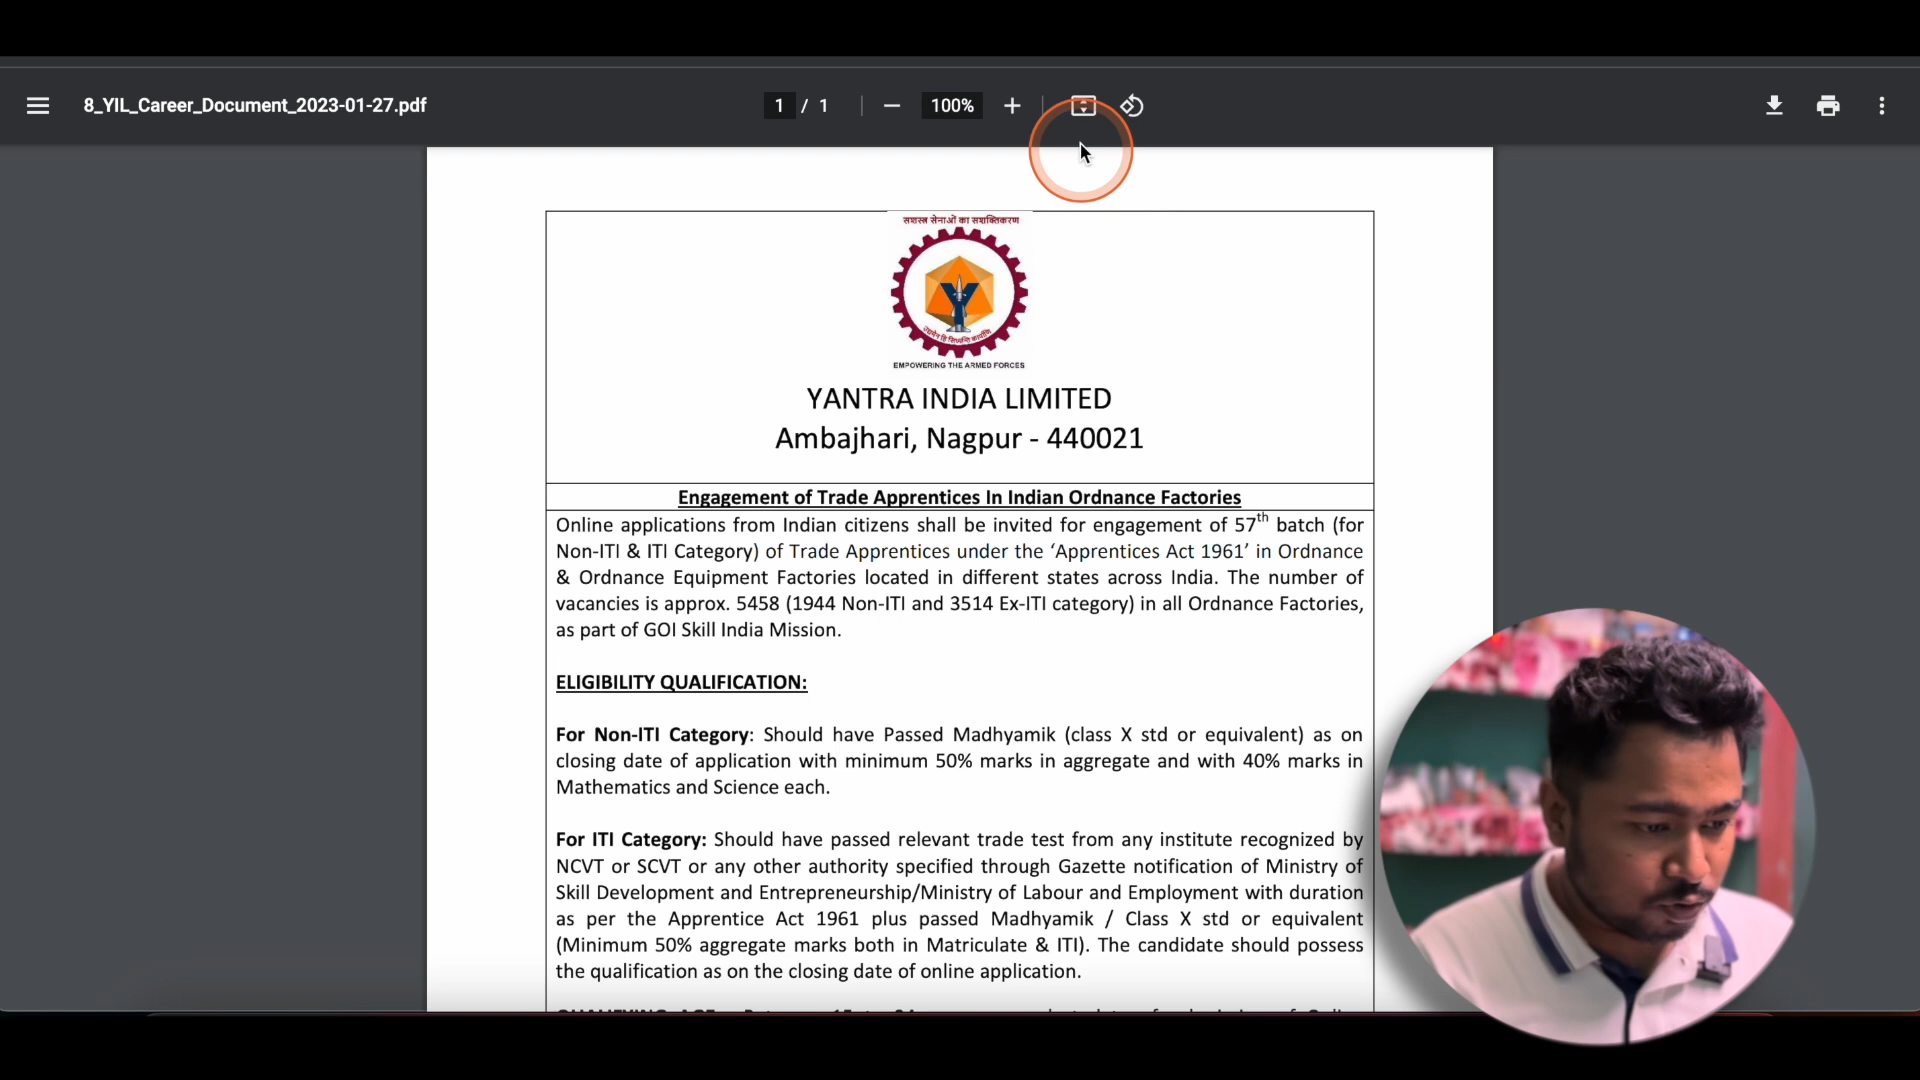 8_YIL_Career_Document_2023-01-27.pdf
1 / 1
100%
सशस्त्र सेनाओं का सशक्तिकरण
EMPOWERING THE ARMED FORCES
YANTRA INDIA LIMITED
Ambajhari, Nagpur - 440021
Engagement of Trade Apprentices In Indian Ordnance Factories
Online applications from Indian citizens shall be invited for engagement of 57th batch (for
Non-ITI & ITI Category) of Trade Apprentices under the ‘Apprentices Act 1961’ in Ordnance
& Ordnance Equipment Factories located in different states across India. The number of
vacancies is approx. 5458 (1944 Non-ITI and 3514 Ex-ITI category) in all Ordnance Factories,
as part of GOI Skill India Mission.
ELIGIBILITY QUALIFICATION:
For Non-ITI Category: Should have Passed Madhyamik (class X std or equivalent) as on
closing date of application with minimum 50% marks in aggregate and with 40% marks in
Mathematics and Science each.
For ITI Category: Should have passed relevant trade test from any institute recognized by
NCVT or SCVT or any other authority specified through Gazette notification of Ministry of
Skill Development and Entrepreneurship/Ministry of Labour and Employment with duration
as per the Apprentice Act 1961 plus passed Madhyamik / Class X std or equivalent
(Minimum 50% aggregate marks both in Matriculate & ITI). The candidate should possess
the qualification as on the closing date of online application.